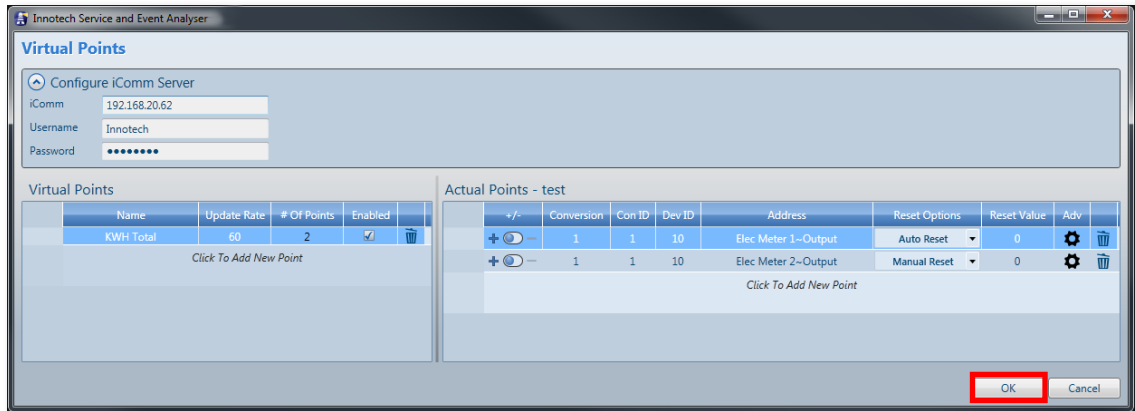 Innotech Service and Event Analyser
Virtual Points
Configure iComm Server
iComm 192.168.20.62
Username Innotech
Password ••••••••
Virtual Points
Name Update Rate # Of Points Enabled
KWH Total 60 2
Click To Add New Point
Actual Points - test
+/- Conversion Con ID Dev ID Address Reset Options Reset Value Adv
1 1 10 Elec Meter 1~Output Auto Reset 0
1 1 10 Elec Meter 2~Output Manual Reset 0
Click To Add New Point
OK Cancel